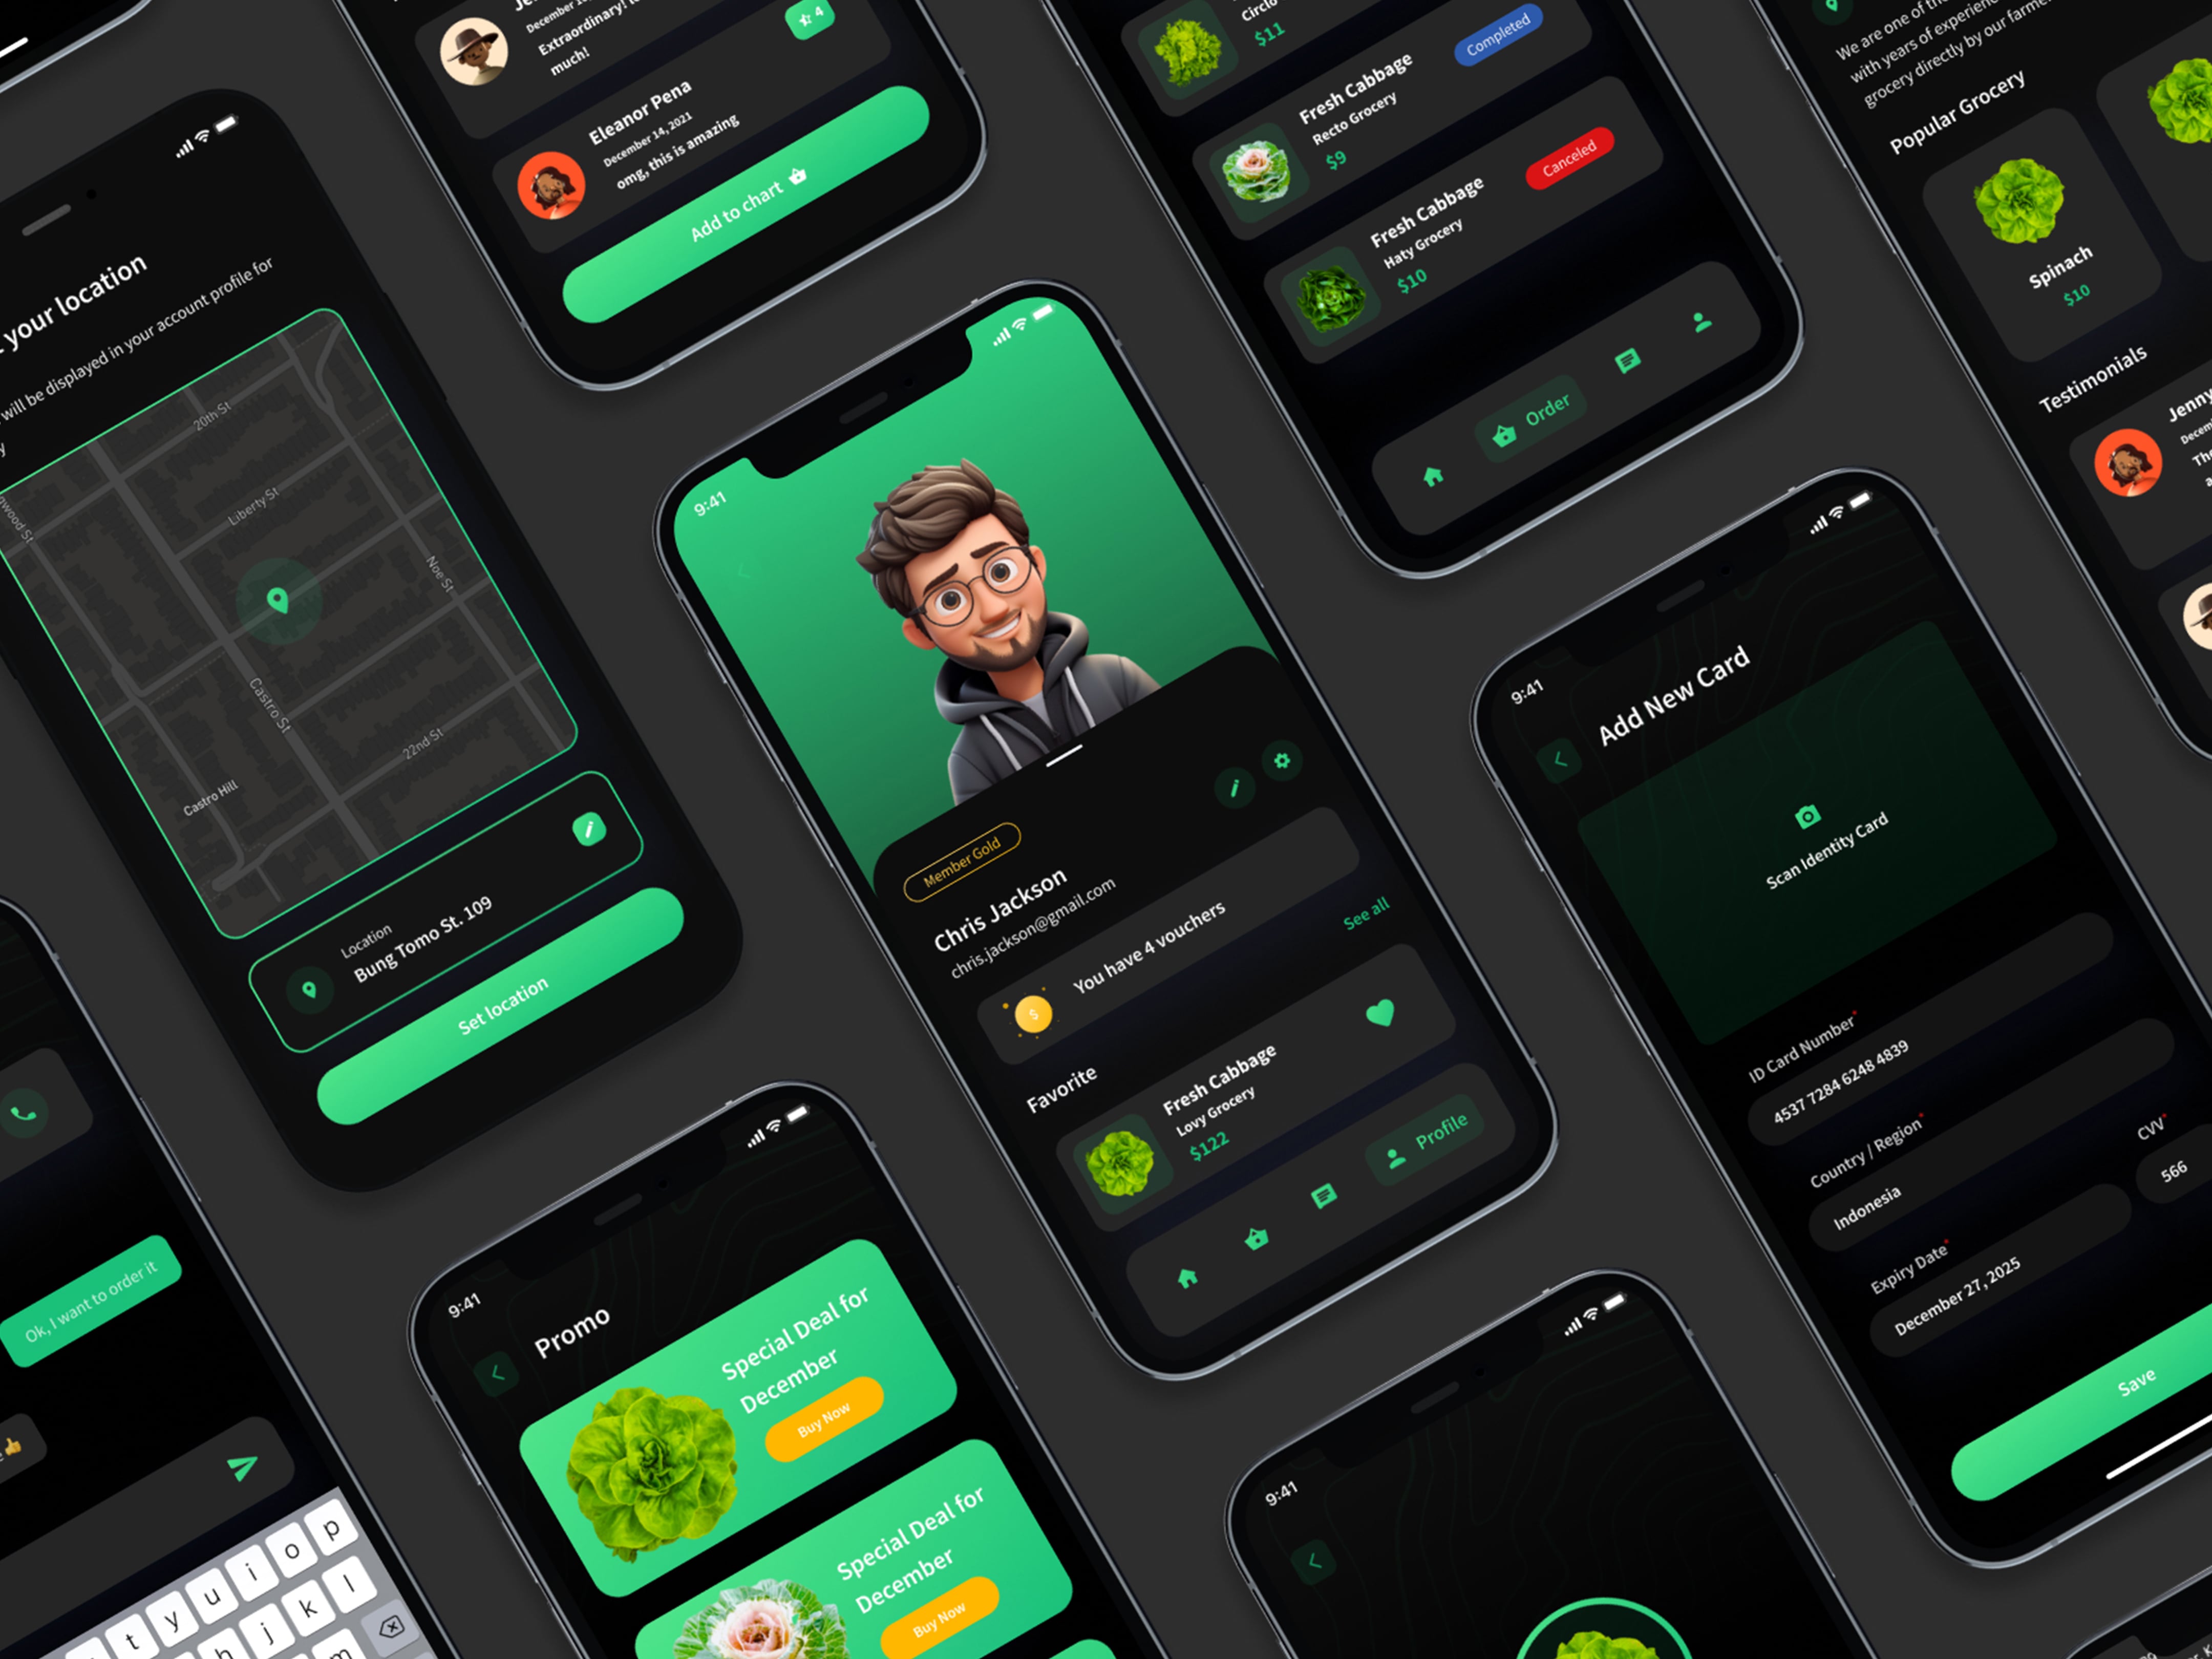 your location
will be displayed in your account profile for
20th St
Liberty St
Noe St
Castro St
22nd St
Castro Hill
Location
Bung Tomo St. 109
Set location
Ok, I want to order it
t y u i o p
h j k l
m
Extraordinary!
much!
4
Eleanor Pena
December 14, 2021
omg, this is amazing
Add to chart
9:41
Member Gold
Chris Jackson
chris.jackson@gmail.com
You have 4 vouchers
Favorite
See all
Fresh Cabbage
Lovy Grocery
$122
Profile
9:41
Promo
Special Deal for
December
Buy Now
Special Deal for
December
Buy Now
Circlo
$11
Completed
Fresh Cabbage
Recto Grocery
$9
Canceled
Fresh Cabbage
Haty Grocery
$10
Order
We are one of the
with years of experience
grocery directly by our farmer
Popular Grocery
Spinach
$10
Testimonials
Jenny
9:41
Add New Card
Scan Identity Card
ID Card Number*
4537 7284 6248 4839
Country / Region*
Indonesia
Expiry Date*
December 27, 2025
CVV*
566
Save
9:41